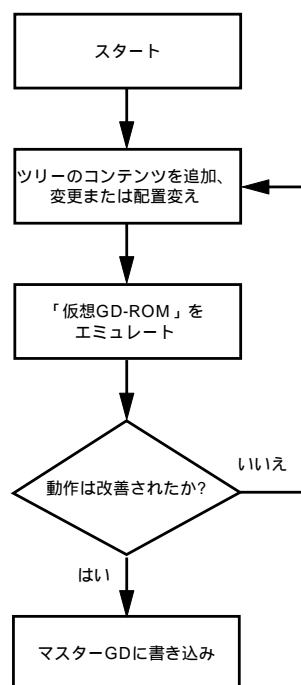 スタート
ツリーのコンテンツを追加、
変更または配置変え
「仮想GD-ROM」を
エミュレート
動作は改善されたか?
いいえ
はい
マスターGDに書き込み